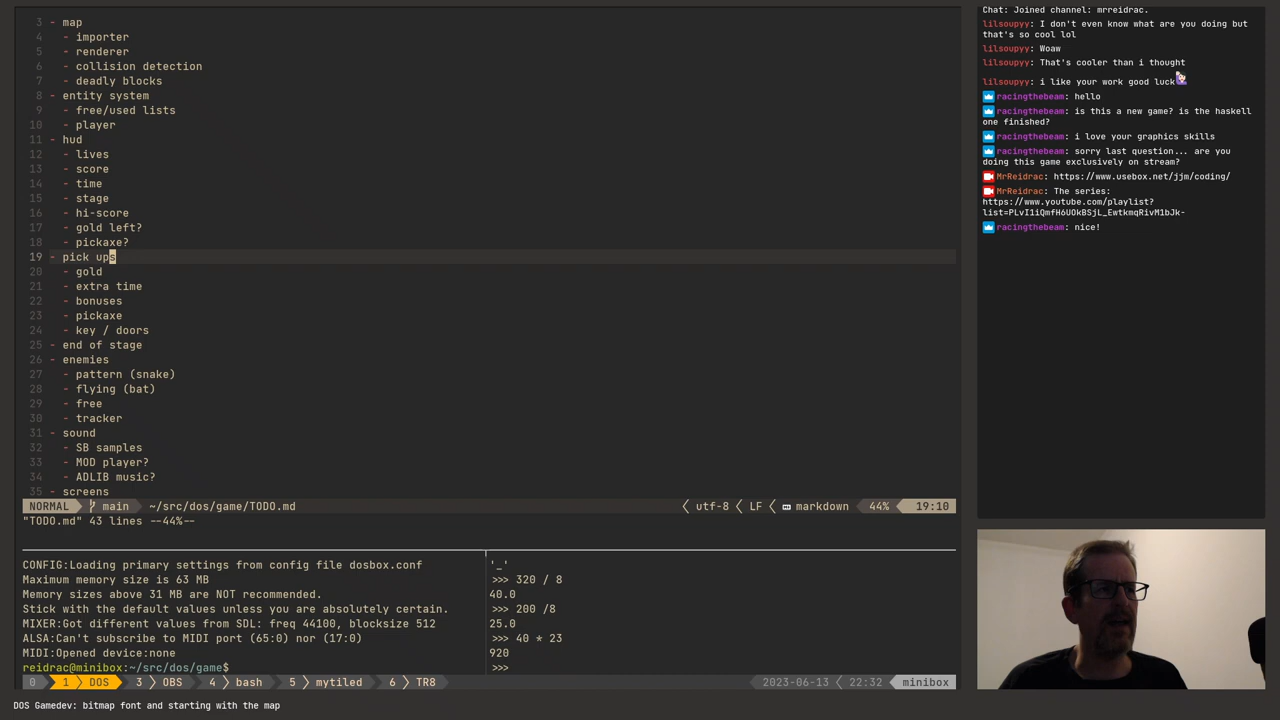 3 - map
4 - importer
5 - renderer
6 - collision detection
7 - deadly blocks
8 - entity system
9 - free/used lists
10 - player
11 - hud
12 - lives
13 - score
14 - time
15 - stage
16 - hi-score
17 - gold left?
18 - pickaxe?
19 - pick ups
20 - gold
21 - extra time
22 - bonuses
23 - pickaxe
24 - key / doors
25 - end of stage
26 - enemies
27 - pattern (snake)
28 - flying (bat)
29 - free
30 - tracker
31 - sound
32 - SB samples
33 - MOD player?
34 - ADLIB music?
35 - screens
NORMAL main ~/src/dos/game/TODO.md utf-8 LF markdown 44% 19:10
"TODO.md" 43 lines --44%--
CONFIG:Loading primary settings from config file dosbox.conf
Maximum memory size is 63 MB
Memory sizes above 31 MB are NOT recommended.
Stick with the default values unless you are absolutely certain.
MIXER:Got different values from SDL: freq 44100, blocksize 512
ALSA:Can't subscribe to MIDI port (65:0) nor (17:0)
MIDI:Opened device:none
reidrac@minibox:~/src/dos/game$
'_'
>>> 320 / 8
40.0
>>> 200 /8
25.0
>>> 40 * 23
920
>>>
0 1 DOS 3 OBS 4 bash 5 mytiled 6 TR8 2023-06-13 22:32 minibox
Chat: Joined channel: mrreidrac.
lilsoupyy: I don't even know what are you doing but
that's so cool lol
lilsoupyy: Woaw
lilsoupyy: That's cooler than i thought
lilsoupyy: i like your work good luck
racingthebeam: hello
racingthebeam: is this a new game? is the haskell
one finished?
racingthebeam: i love your graphics skills
racingthebeam: sorry last question... are you
doing this game exclusively on stream?
MrReidrac: https://www.usebox.net/jjm/coding/
MrReidrac: The series:
https://www.youtube.com/playlist?
list=PLvI1iQmfH6UOkBSjL_EwtkmqRivM1bJk-
racingthebeam: nice!
DOS Gamedev: bitmap font and starting with the map